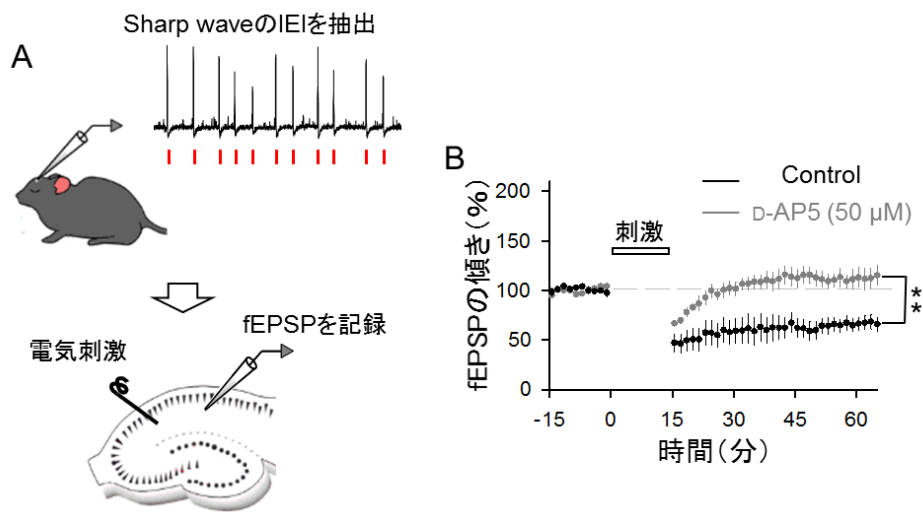 A
Sharp waveのIEIを抽出
fEPSPを記録
電気刺激
B
Control
D-AP5 (50 µM)
刺激
fEPSPの傾き(%)
200
150
100
50
0
**
-15 0 15 30 45 60
時間(分)